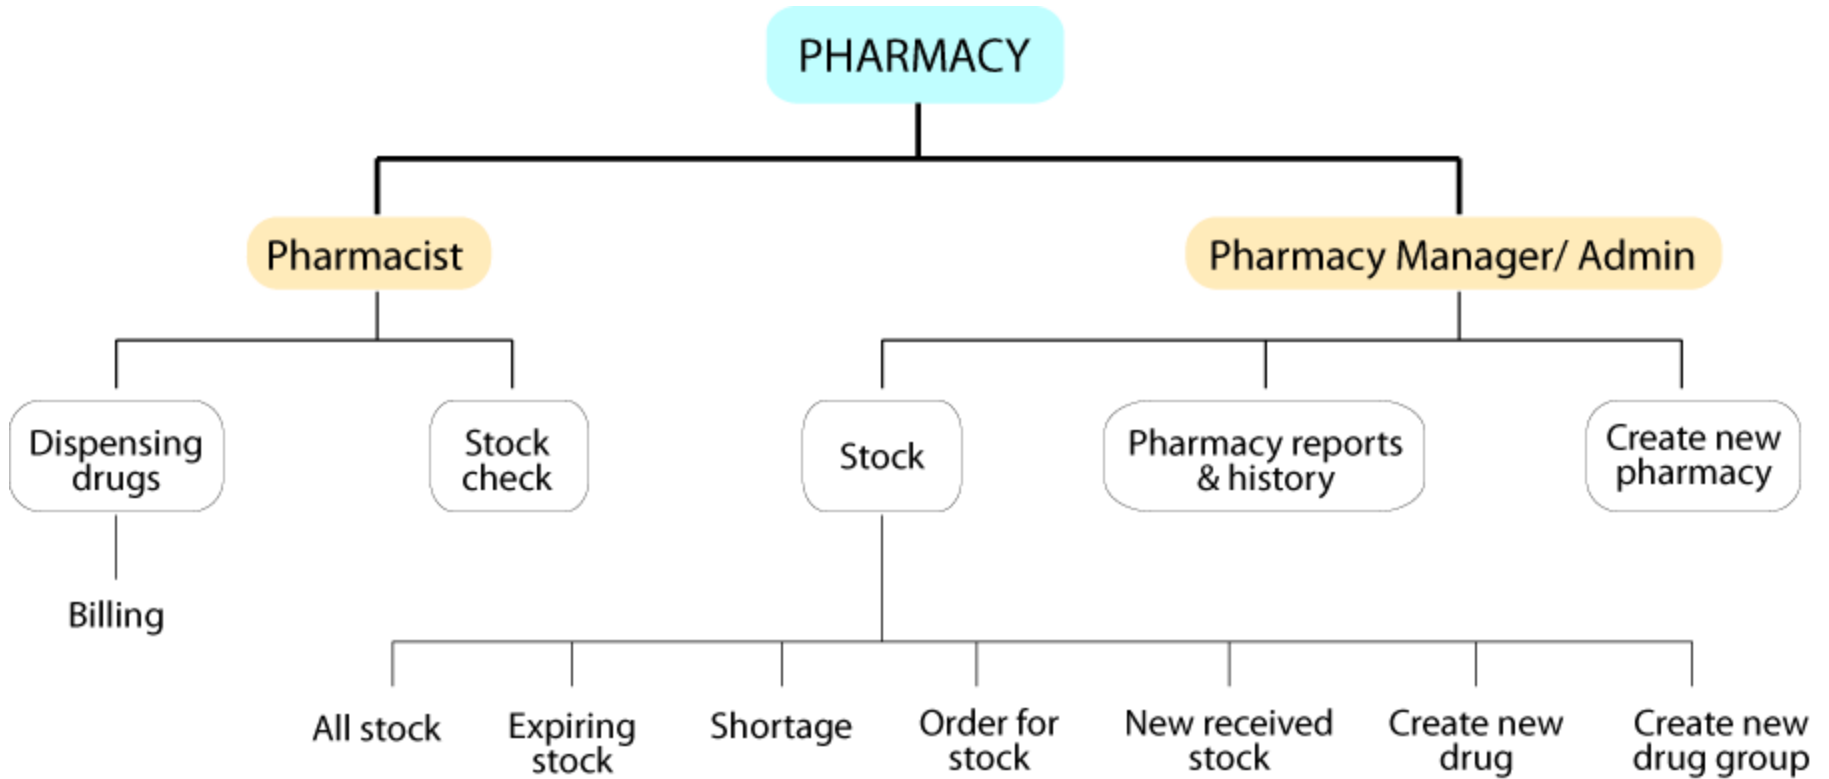 PHARMACY
Pharmacist
Pharmacy Manager/ Admin
Dispensing
drugs
Stock
check
Stock
Pharmacy reports
& history
Create new
pharmacy
Billing
All stock
Expiring
stock
Shortage
Order for
stock
New received
stock
Create new
drug
Create new
drug group